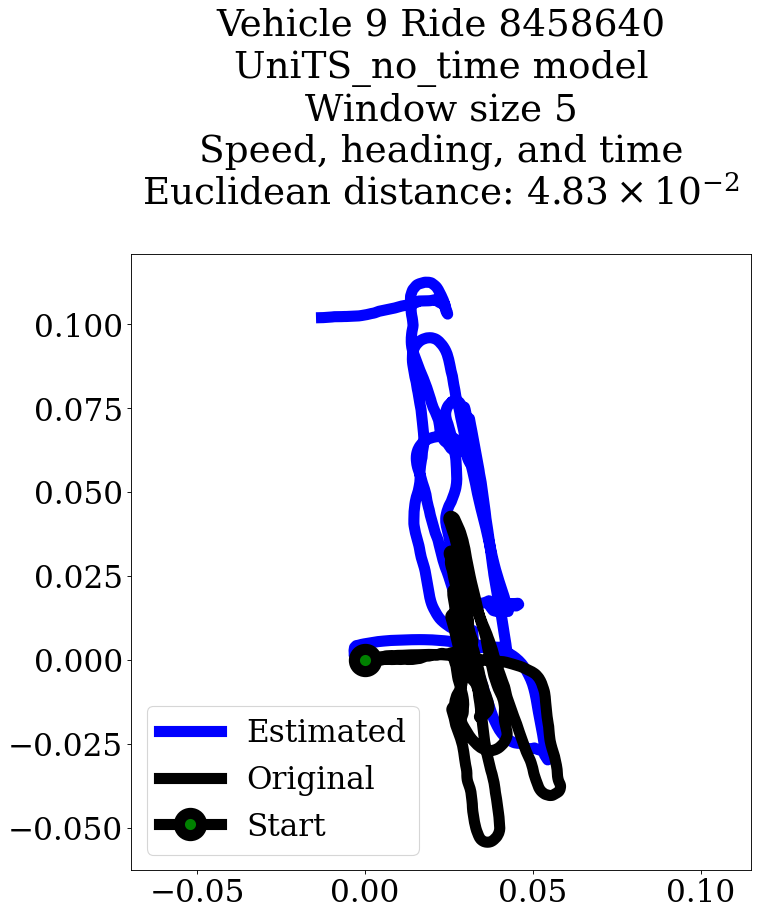 Vehicle 9 Ride 8458640
UniTS_no_time model
Window size 5
Speed, heading, and time
Euclidean distance: 4.83 × 10⁻²
0.100
0.075
0.050
0.025
0.000
−0.025
−0.050
Estimated
Original
Start
−0.05 0.00 0.05 0.10